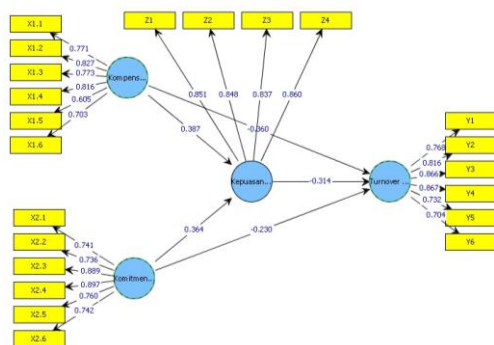 Z1
Z2
Z3
Z4
X1.1
X1.2
X1.3
X1.4
X1.5
X1.6
0.771
0.827
0.773
0.816
0.605
0.703
Kompens...
0.851
0.848
0.837
0.860
0.387
-0.360
Kepuasan...
-0.314
Turnover ...
0.768
0.816
0.866
0.867
0.732
0.704
Y1
Y2
Y3
Y4
Y5
Y6
0.364
-0.230
X2.1
X2.2
X2.3
X2.4
X2.5
X2.6
0.741
0.736
0.889
0.897
0.760
0.742
Komitmen...